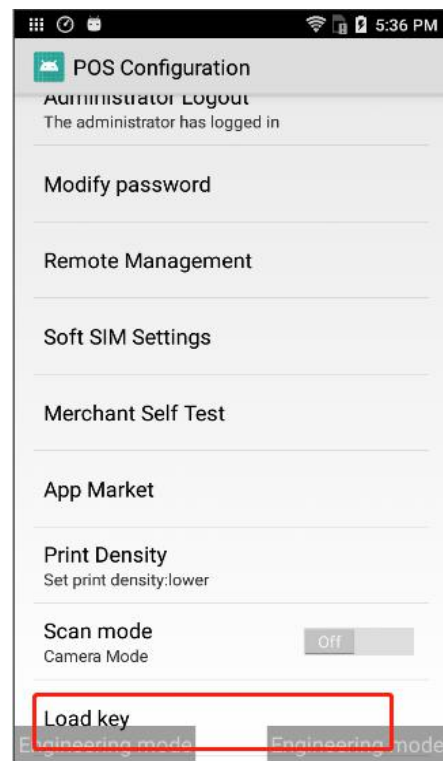 5:36 PM
POS Configuration
Administrator Logout
The administrator has logged in
Modify password
Remote Management
Soft SIM Settings
Merchant Self Test
App Market
Print Density
Set print density:lower
Scan mode
Off
Camera Mode
Load key
Engineering mode Engineering mode